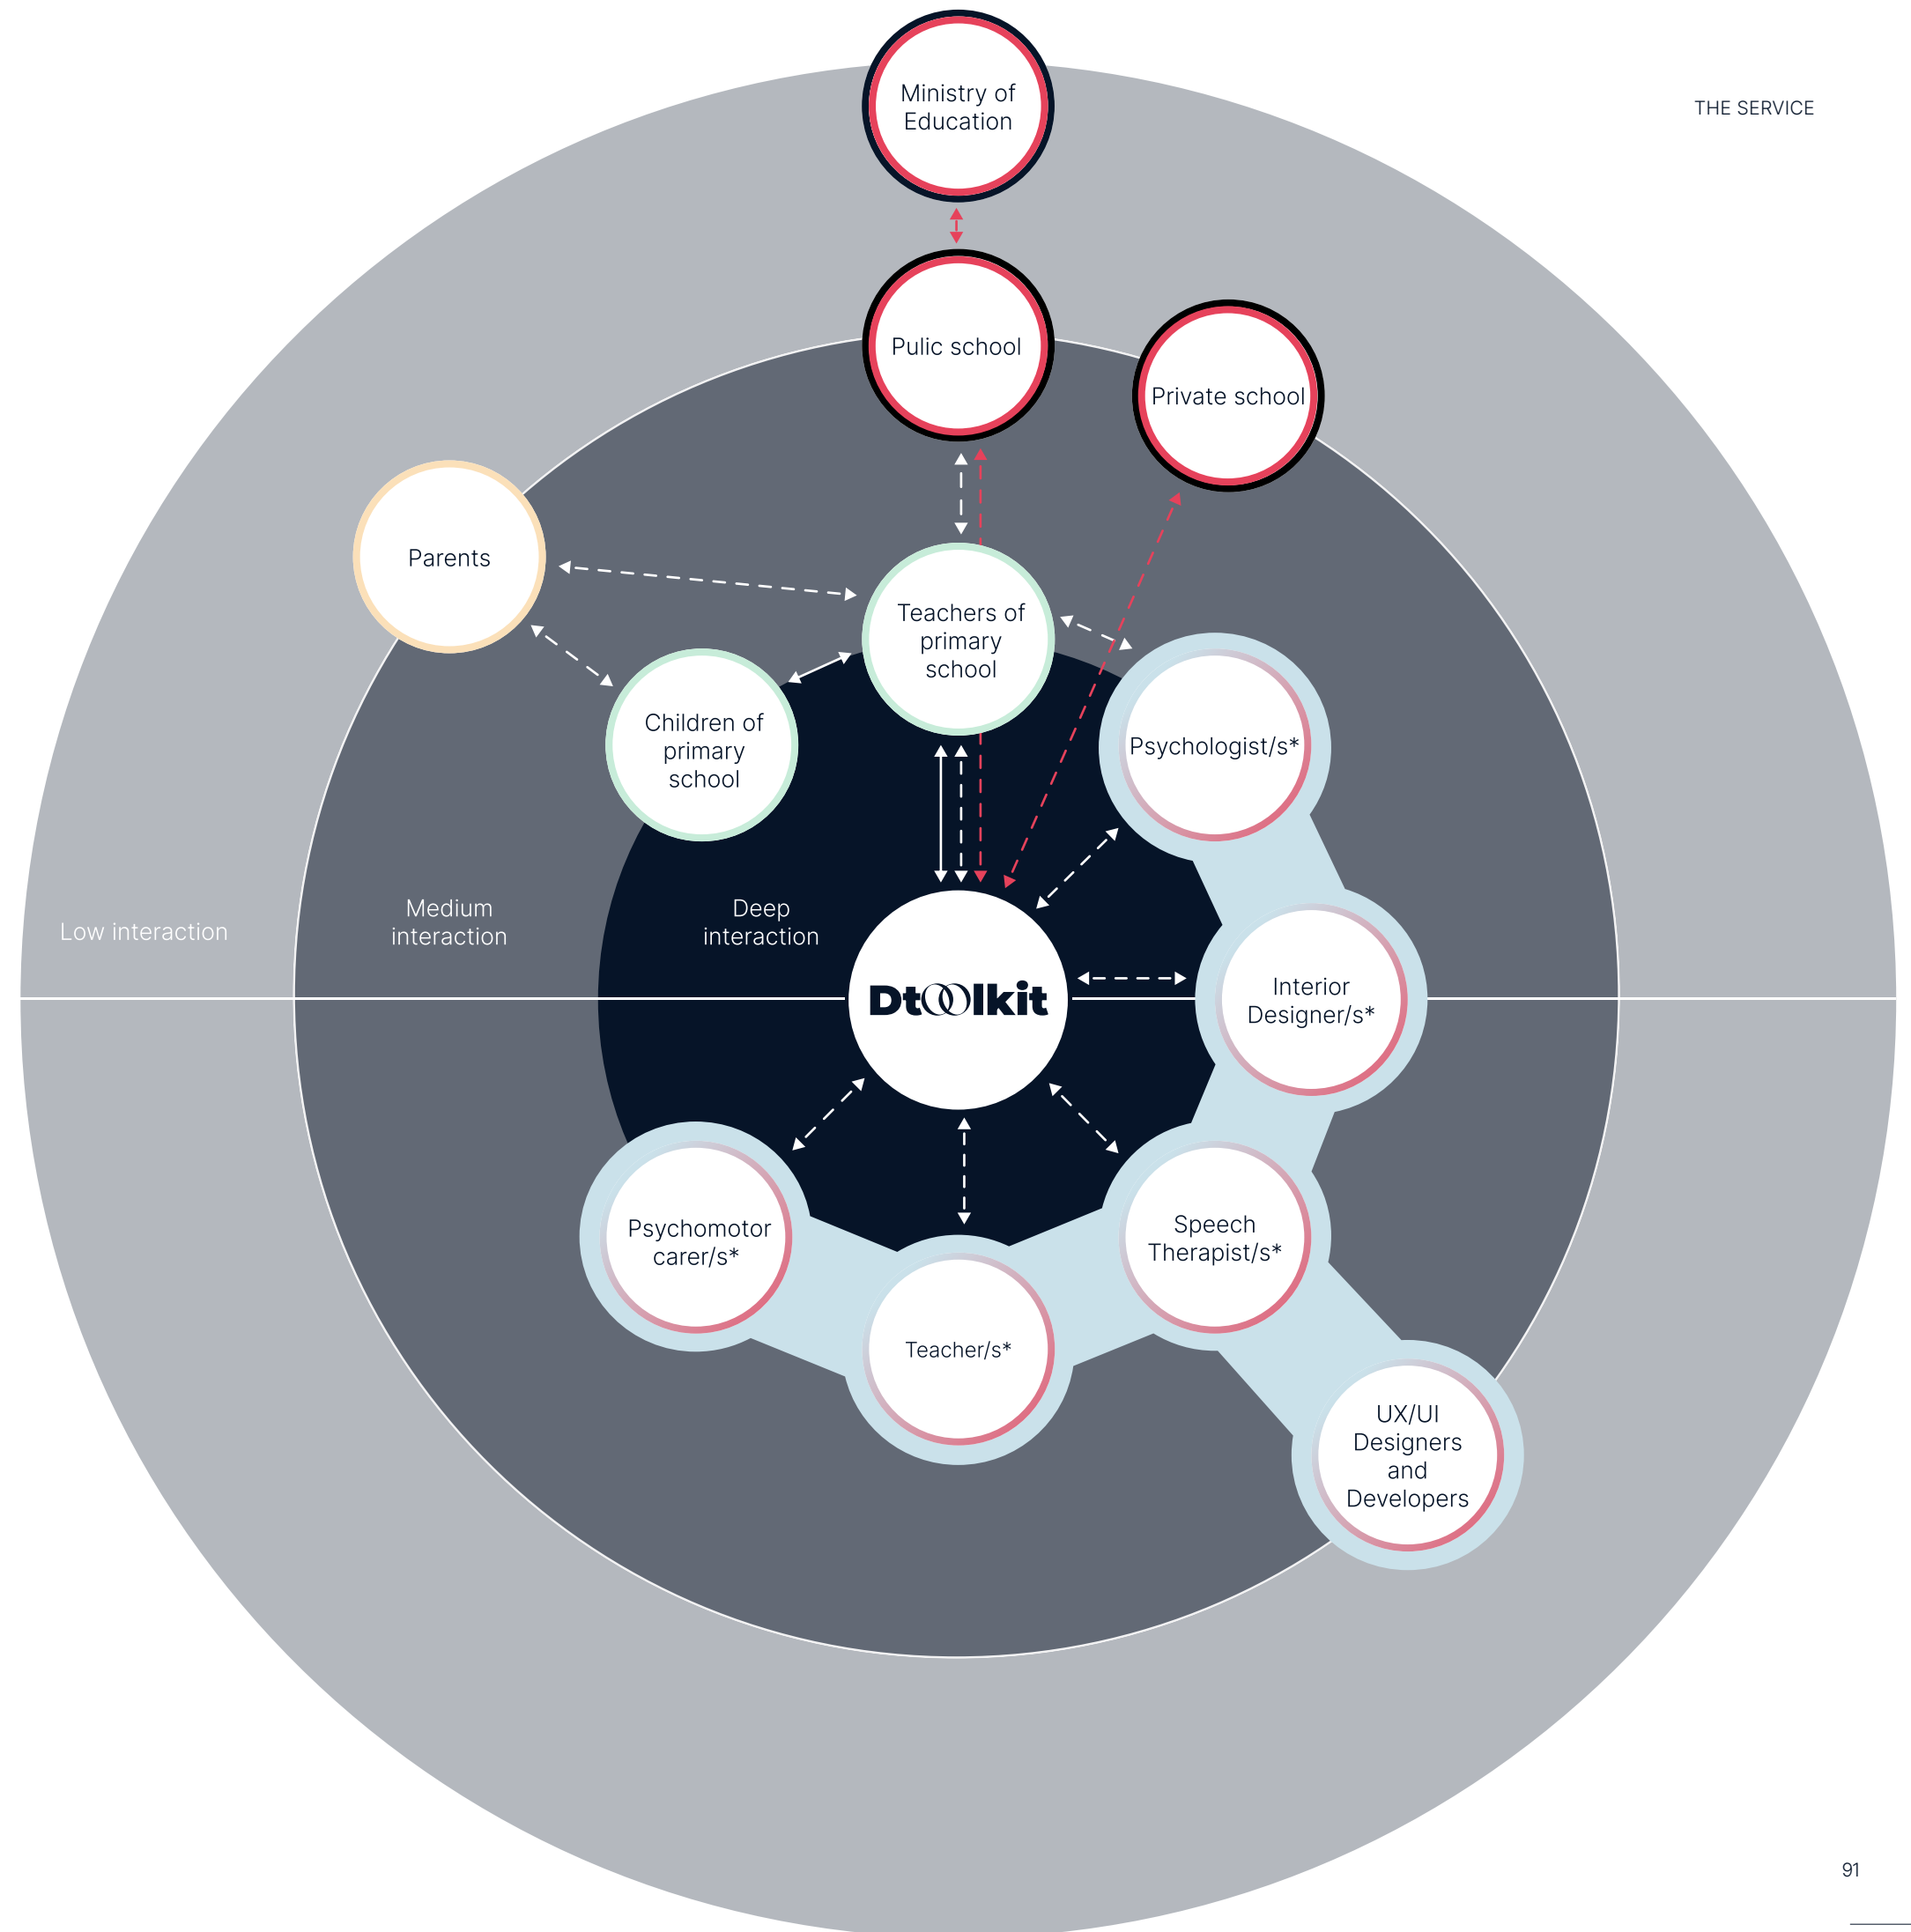 THE SERVICE
Ministry of
Education
Pulic school
Private school
Parents
Teachers of
primary
school
Children of
primary
school
Psychologist/s*
Low interaction
Medium
interaction
Deep
interaction
Dtoolkit
Interior
Designer/s*
Psychomotor
carer/s*
Speech
Therapist/s*
Teacher/s*
UX/UI
Designers
and
Developers
91